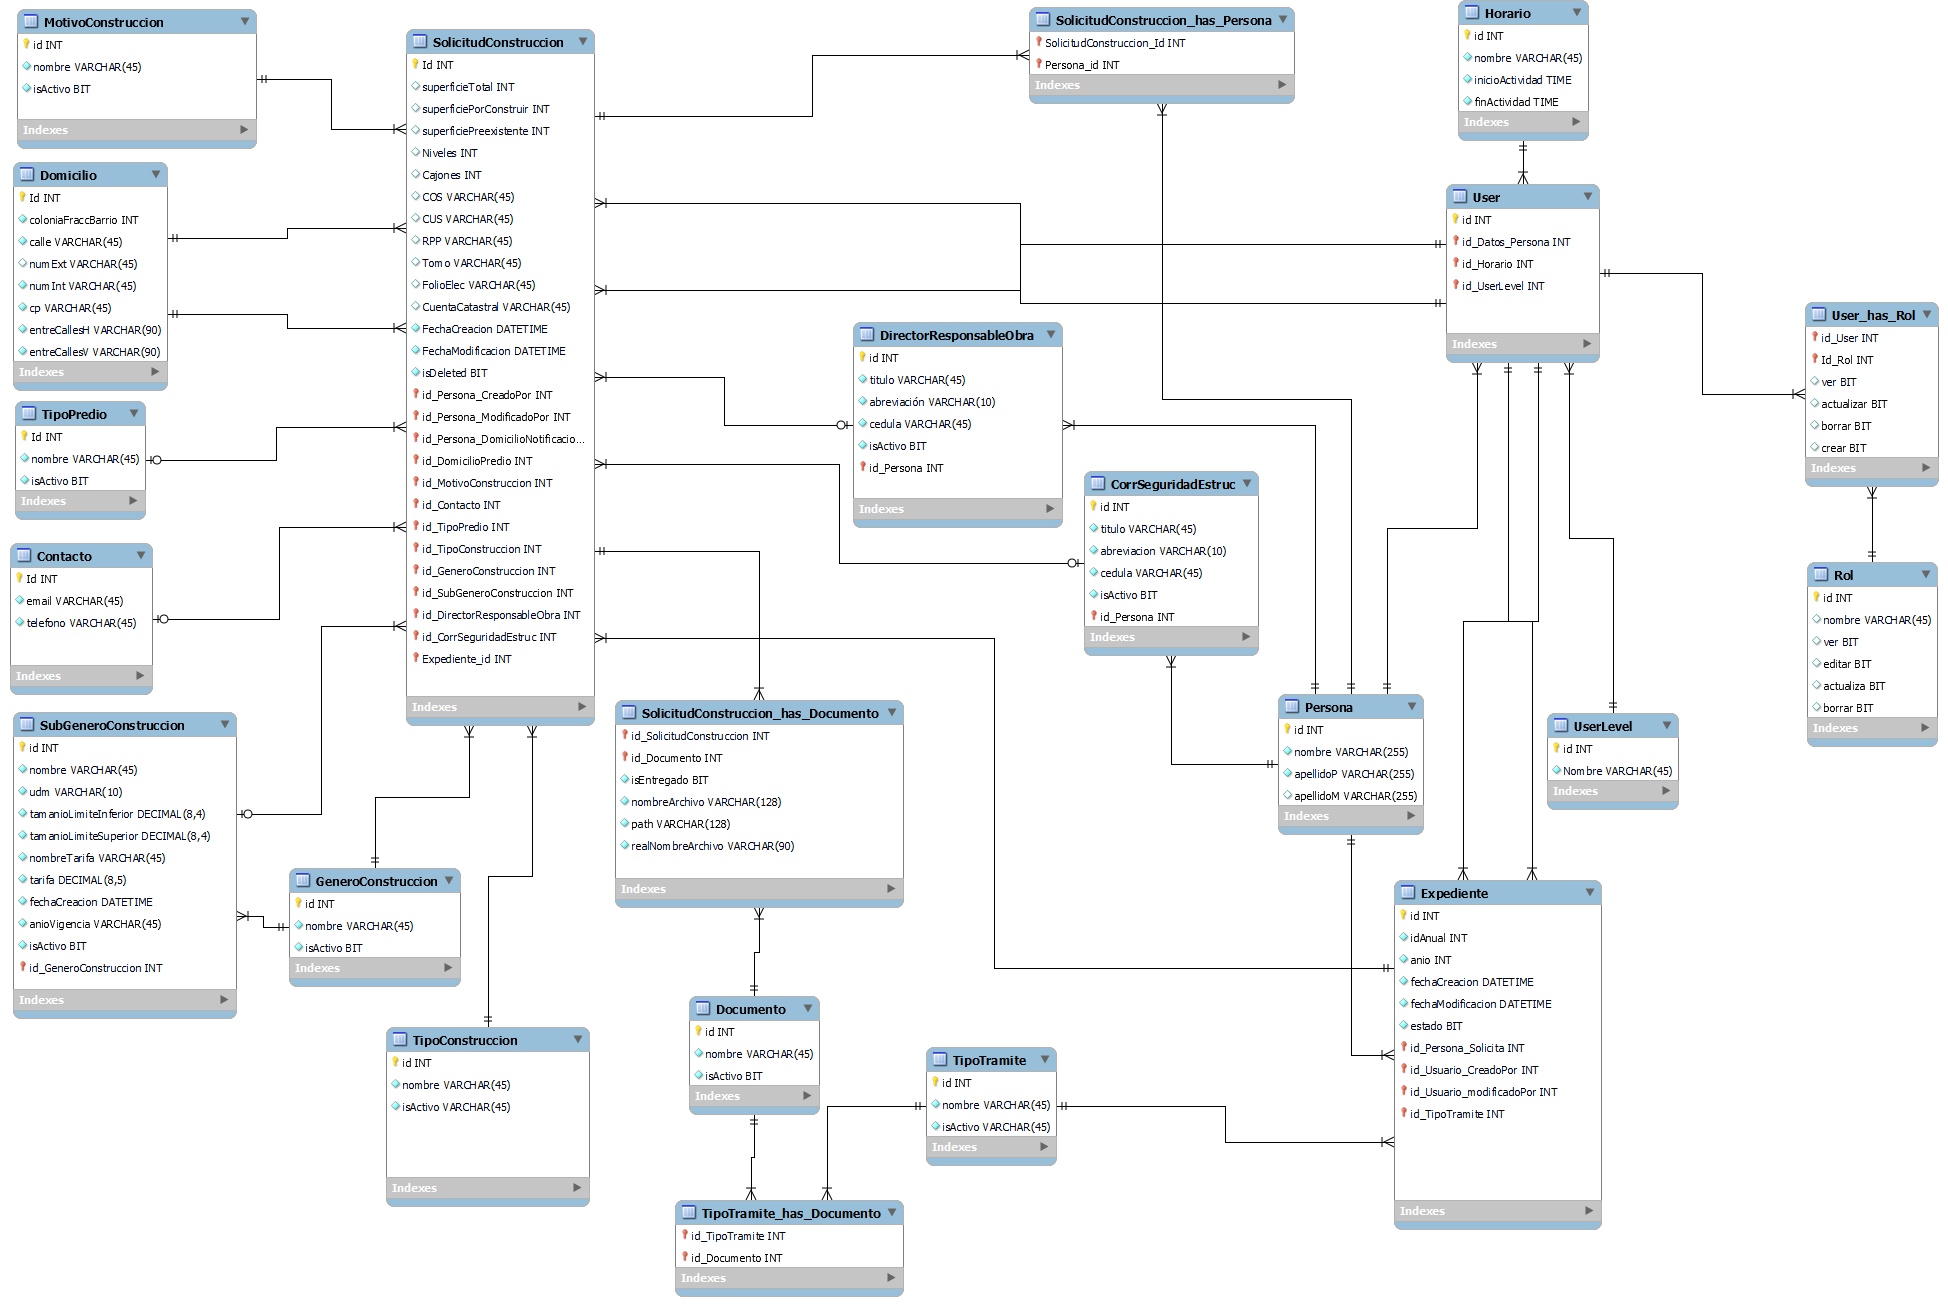 MotivoConstruccion
id INT
nombre VARCHAR(45)
isActivo BIT
Indexes
Domicilio
Id INT
coloniaFraccBarrio INT
calle VARCHAR(45)
numExt VARCHAR(45)
numInt VARCHAR(45)
cp VARCHAR(45)
entreCallesH VARCHAR(90)
entreCallesV VARCHAR(90)
Indexes
TipoPredio
Id INT
nombre VARCHAR(45)
isActivo BIT
Indexes
Contacto
Id INT
email VARCHAR(45)
telefono VARCHAR(45)
Indexes
SubGeneroConstruccion
id INT
nombre VARCHAR(45)
udm VARCHAR(10)
tamanioLimiteInferior DECIMAL(8,4)
tamanioLimiteSuperior DECIMAL(8,4)
nombreTarifa VARCHAR(45)
tarifa DECIMAL(8,5)
fechaCreacion DATETIME
anioVigencia VARCHAR(45)
isActivo BIT
id_GeneroConstruccion INT
Indexes
SolicitudConstruccion
Id INT
superficieTotal INT
superficiePorConstruir INT
superficiePreexistente INT
Niveles INT
Cajones INT
COS VARCHAR(45)
CUS VARCHAR(45)
RPP VARCHAR(45)
Tomo VARCHAR(45)
FolioElec VARCHAR(45)
CuentaCatastral VARCHAR(45)
FechaCreacion DATETIME
FechaModificacion DATETIME
isDeleted BIT
id_Persona_CreadoPor INT
id_Persona_ModificadoPor INT
id_Persona_DomicilioNotificacio...
id_DomicilioPredio INT
id_MotivoConstruccion INT
id_Contacto INT
id_TipoPredio INT
id_TipoConstruccion INT
id_GeneroConstruccion INT
id_SubGeneroConstruccion INT
id_DirectorResponsableObra INT
id_CorrSeguridadEstruc INT
Expediente_id INT
Indexes
GeneroConstruccion
id INT
nombre VARCHAR(45)
isActivo BIT
Indexes
TipoConstruccion
id INT
nombre VARCHAR(45)
isActivo VARCHAR(45)
Indexes
SolicitudConstruccion_has_Persona
SolicitudConstruccion_Id INT
Persona_id INT
Indexes
DirectorResponsableObra
id INT
titulo VARCHAR(45)
abreviación VARCHAR(10)
cedula VARCHAR(45)
isActivo BIT
id_Persona INT
Indexes
CorrSeguridadEstruc
id INT
titulo VARCHAR(45)
abreviacion VARCHAR(10)
cedula VARCHAR(45)
isActivo BIT
id_Persona INT
Indexes
SolicitudConstruccion_has_Documento
id_SolicitudConstruccion INT
id_Documento INT
isEntregado BIT
nombreArchivo VARCHAR(128)
path VARCHAR(128)
realNombreArchivo VARCHAR(90)
Indexes
Documento
id INT
nombre VARCHAR(45)
isActivo BIT
Indexes
TipoTramite
id INT
nombre VARCHAR(45)
isActivo VARCHAR(45)
Indexes
TipoTramite_has_Documento
id_TipoTramite INT
id_Documento INT
Indexes
Horario
id INT
nombre VARCHAR(45)
inicioActividad TIME
finActividad TIME
Indexes
User
id INT
id_Datos_Persona INT
id_Horario INT
id_UserLevel INT
Indexes
User_has_Rol
id_User INT
Id_Rol INT
ver BIT
actualizar BIT
borrar BIT
crear BIT
Indexes
Rol
id INT
nombre VARCHAR(45)
ver BIT
editar BIT
actualiza BIT
borrar BIT
Indexes
Persona
id INT
nombre VARCHAR(255)
apellidoP VARCHAR(255)
apellidoM VARCHAR(255)
Indexes
UserLevel
id INT
Nombre VARCHAR(45)
Indexes
Expediente
id INT
idAnual INT
anio INT
fechaCreacion DATETIME
fechaModificacion DATETIME
estado BIT
id_Persona_Solicita INT
id_Usuario_CreadoPor INT
id_Usuario_modificadoPor INT
id_TipoTramite INT
Indexes